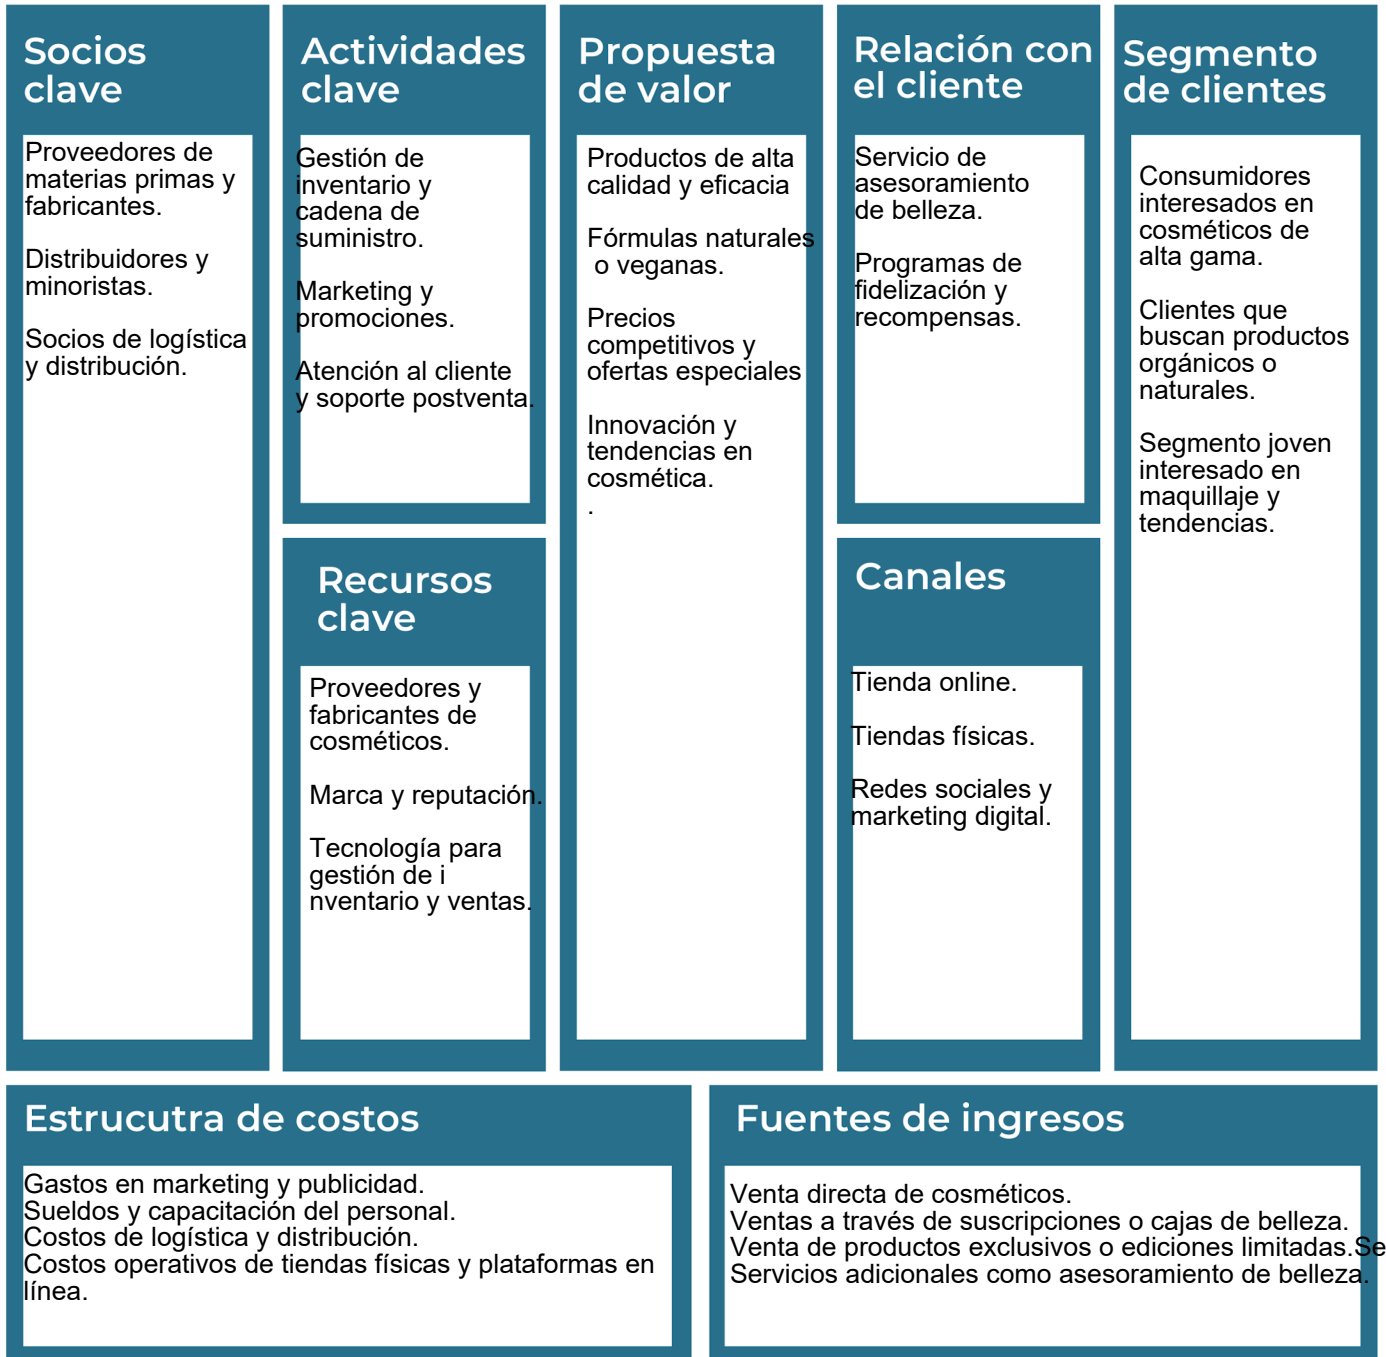 Socios
clave
Proveedores de
materias primas y
fabricantes.
Distribuidores y
minoristas.
Socios de logística
y distribución.
Actividades
clave
Gestión de
inventario y
cadena de
suministro.
Marketing y
promociones.
Atención al cliente
y soporte postventa.
Recursos
clave
Proveedores y
fabricantes de
cosméticos.
Marca y reputación.
Tecnología para
gestión de i
nventario y ventas.
Propuesta
de valor
Productos de alta
calidad y eficacia
Fórmulas naturales
o veganas.
Precios
competitivos y
ofertas especiales
Innovación y
tendencias en
cosmética.
.
Relación con
el cliente
Servicio de
asesoramiento
de belleza.
Programas de
fidelización y
recompensas.
Canales
Tienda online.
Tiendas físicas.
Redes sociales y
marketing digital.
Segmento
de clientes
Consumidores
interesados en
cosméticos de
alta gama.
Clientes que
buscan productos
orgánicos o
naturales.
Segmento joven
interesado en
maquillaje y
tendencias.
Estrucutra de costos
Gastos en marketing y publicidad.
Sueldos y capacitación del personal.
Costos de logística y distribución.
Costos operativos de tiendas físicas y plataformas en
línea.
Fuentes de ingresos
Venta directa de cosméticos.
Ventas a través de suscripciones o cajas de belleza.
Venta de productos exclusivos o ediciones limitadas.Se
Servicios adicionales como asesoramiento de belleza.